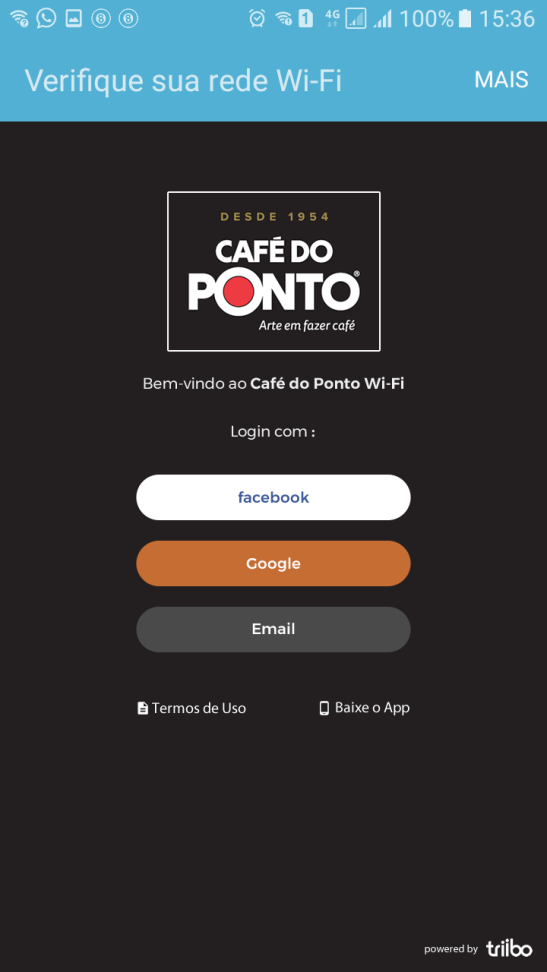 4G 1 100% 15:36
Verifique sua rede Wi-Fi MAIS
DESDE 1954
CAFÉ DO
PONTO®
Arte em fazer café
Bem-vindo ao Café do Ponto Wi-Fi
Login com :
facebook
Google
Email
Termos de Uso Baixe o App
powered by triibo